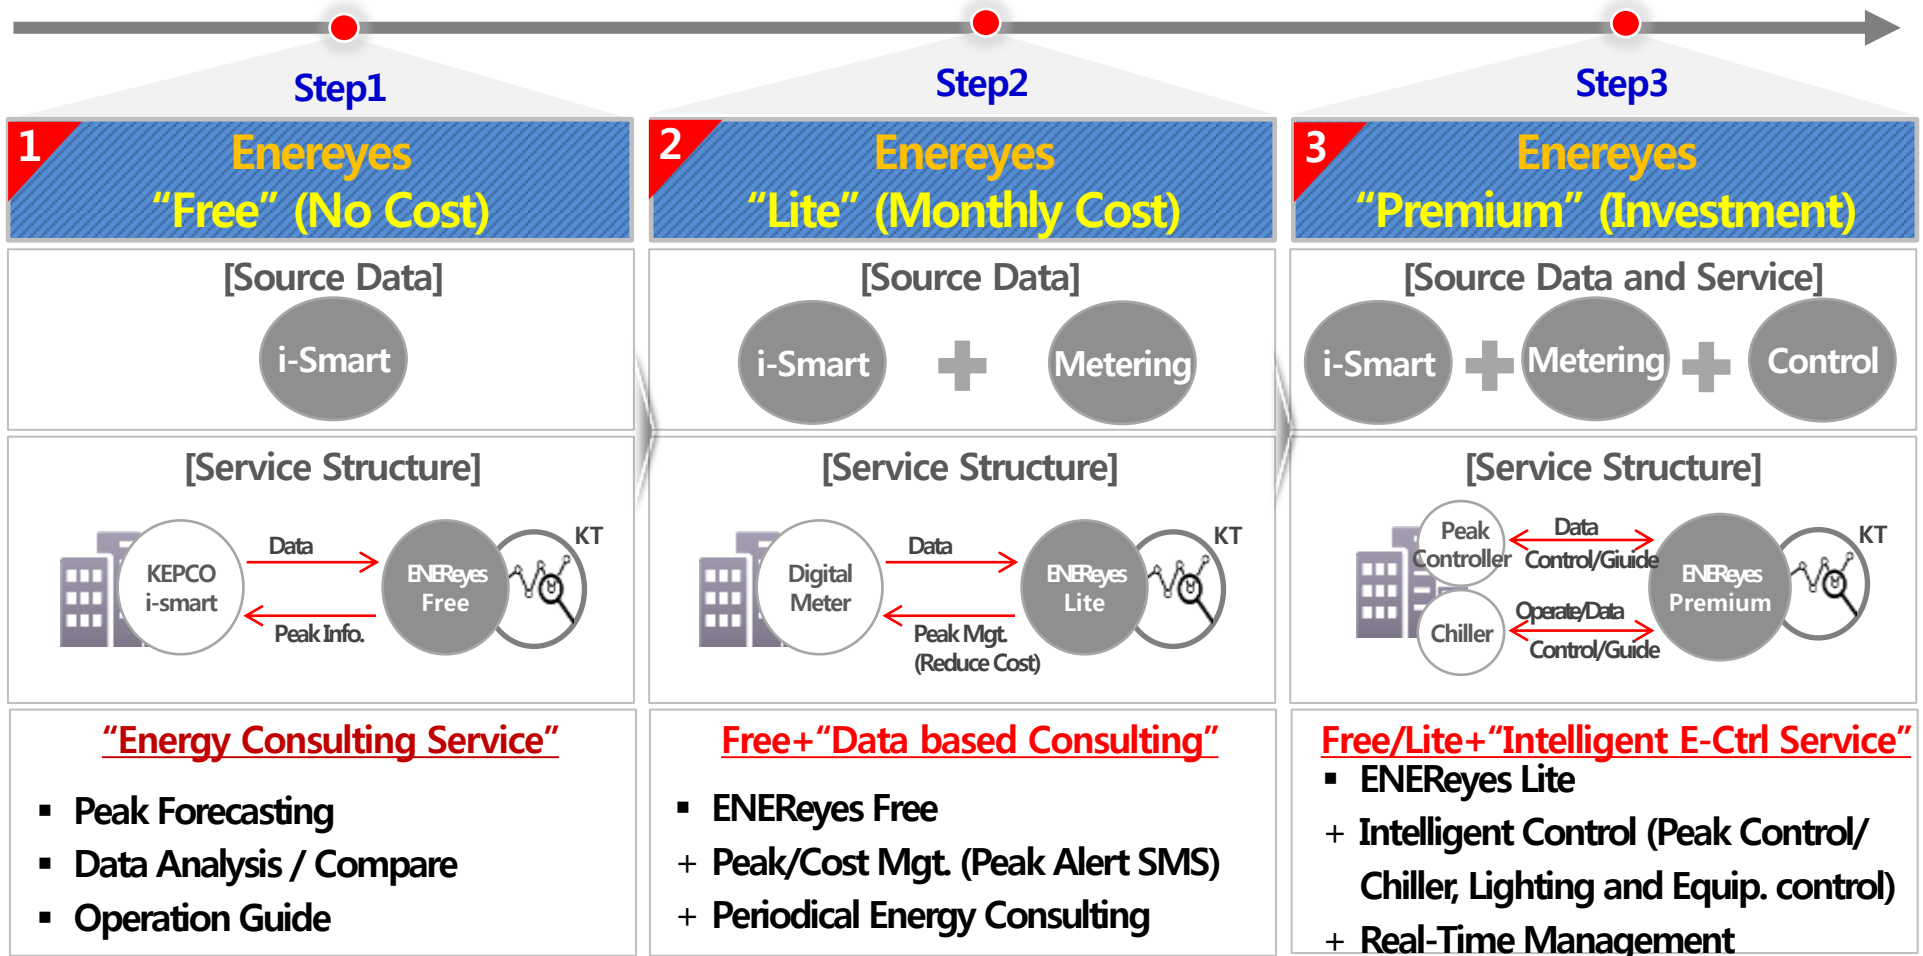 Step1
Step2
Step3
1
Enereyes
“Free” (No Cost)
2
Enereyes
“Lite” (Monthly Cost)
3
Enereyes
“Premium” (Investment)
[Source Data]
i-Smart
[Source Data]
i-Smart
Metering
[Source Data and Service]
i-Smart
Metering
Control
[Service Structure]
KEPCO
i-smart
Data
Peak Info.
ENEReyes
Free
KT
[Service Structure]
Digital
Meter
Data
Peak Mgt.
(Reduce Cost)
ENEReyes
Lite
KT
[Service Structure]
Peak
Controller
Data
Control/Giuide
Chiller
Operate/Data
Control/Guide
ENEReyes
Premium
KT
“Energy Consulting Service”
▪ Peak Forecasting
▪ Data Analysis / Compare
▪ Operation Guide
Free+“Data based Consulting”
▪ ENEReyes Free
+ Peak/Cost Mgt. (Peak Alert SMS)
+ Periodical Energy Consulting
Free/Lite+“Intelligent E-Ctrl Service”
▪ ENEReyes Lite
+ Intelligent Control (Peak Control/
Chiller, Lighting and Equip. control)
+ Real-Time Management